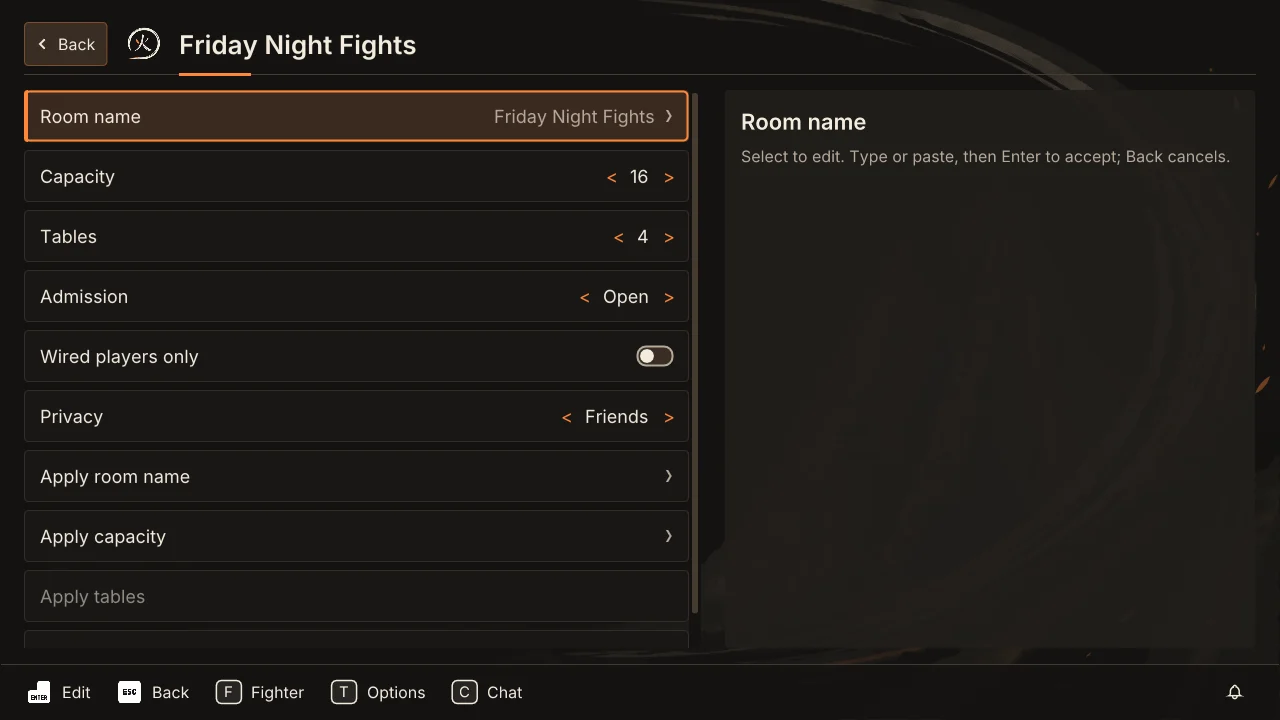 Back
火
Friday Night Fights
Room name
Friday Night Fights
Capacity
< 16 >
Tables
< 4 >
Admission
< Open >
Wired players only
Privacy
< Friends >
Apply room name
Apply capacity
Apply tables
Room name
Select to edit. Type or paste, then Enter to accept; Back cancels.
ENTER Edit
ESC Back
F Fighter
T Options
C Chat